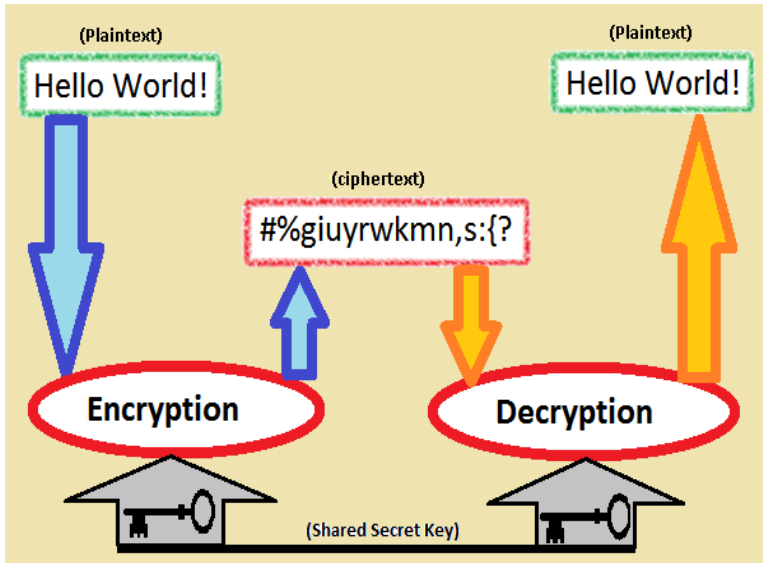 (Plaintext)
Hello World!
(Plaintext)
Hello World!
(ciphertext)
#%giuyrwkmn,s:{?
Encryption
Decryption
(Shared Secret Key)